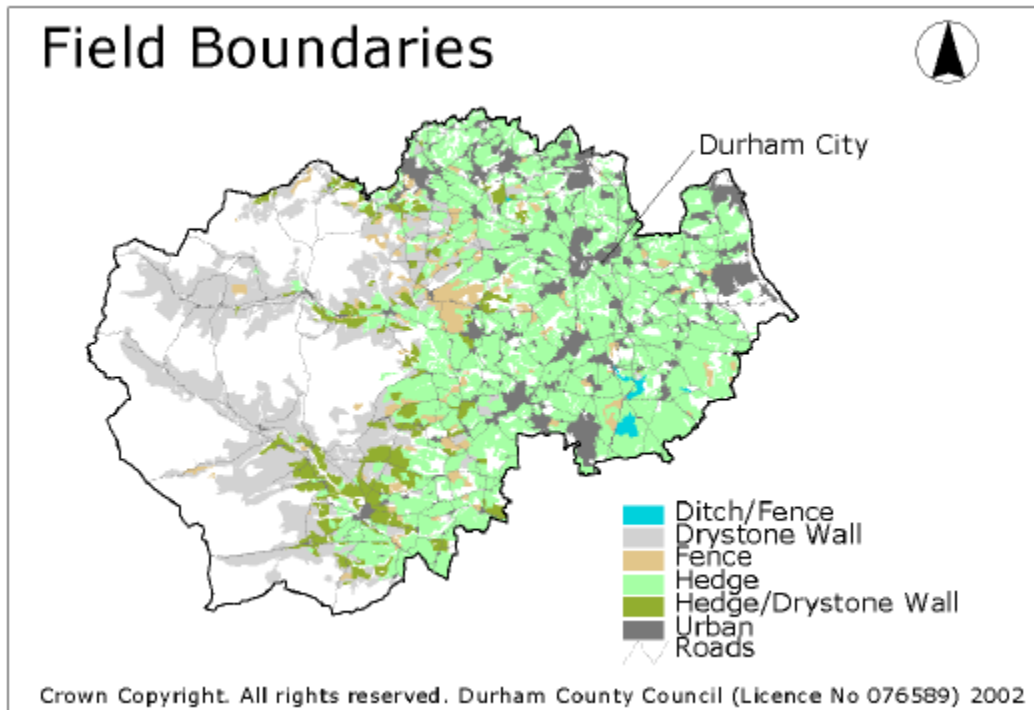 Field Boundaries
Durham City
Ditch/Fence
Drystone Wall
Fence
Hedge
Hedge/Drystone Wall
Urban
Roads
Crown Copyright. All rights reserved. Durham County Council (Licence No 076589) 2002